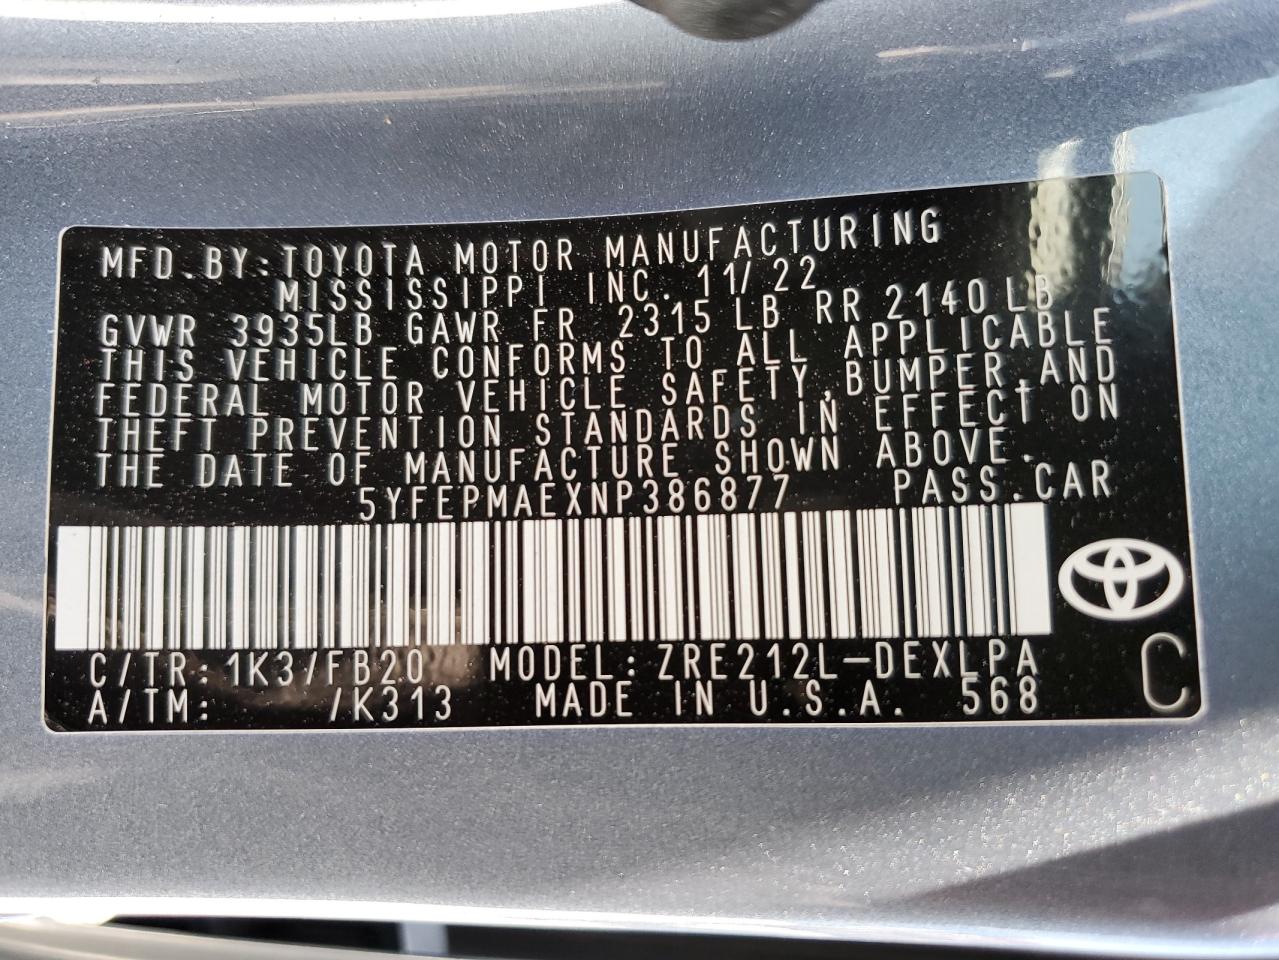 MFD.BY:TOYOTA MOTOR MANUFACTURING
MISSISSIPPI INC. 11/22
GVWR 3935LB GAWR FR 2315 LB RR 2140 LB
THIS VEHICLE CONFORMS TO ALL APPLICABLE
FEDERAL MOTOR VEHICLE SAFETY,BUMPER,AND
THEFT PREVENTION STANDARDS IN EFFECT ON
THE DATE OF MANUFACTURE SHOWN ABOVE.
5YFEPMAEXNP386877 PASS.CAR
C/TR:1K3/FB20 MODEL:ZRE212L-DEXLPA
A/TM: /K313 MADE IN U.S.A. 568
C